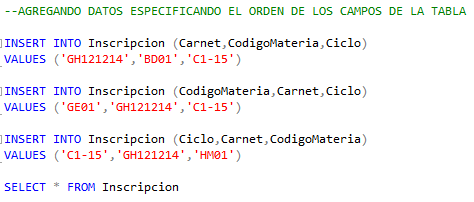 --AGREGANDO DATOS ESPECIFICANDO EL ORDEN DE LOS CAMPOS DE LA TABLA
INSERT INTO Inscripcion (Carnet,CodigoMateria,Ciclo)
VALUES ('GH121214','BD01','C1-15')
INSERT INTO Inscripcion (CodigoMateria,Carnet,Ciclo)
VALUES ('GE01','GH121214','C1-15')
INSERT INTO Inscripcion (Ciclo,Carnet,CodigoMateria)
VALUES ('C1-15','GH121214','HM01')
SELECT * FROM Inscripcion